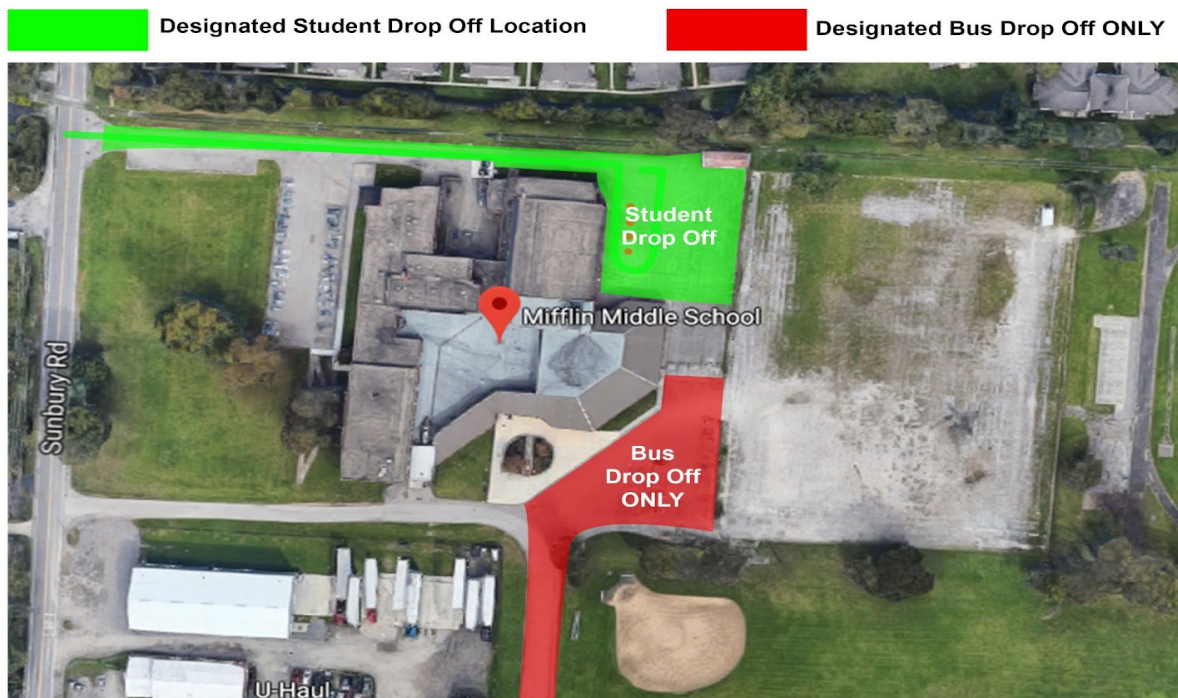 Designated Student Drop Off Location
Designated Bus Drop Off ONLY
Student
Drop Off
Mifflin Middle School
Sunbury Rd
Bus
Drop Off
ONLY
U-Haul